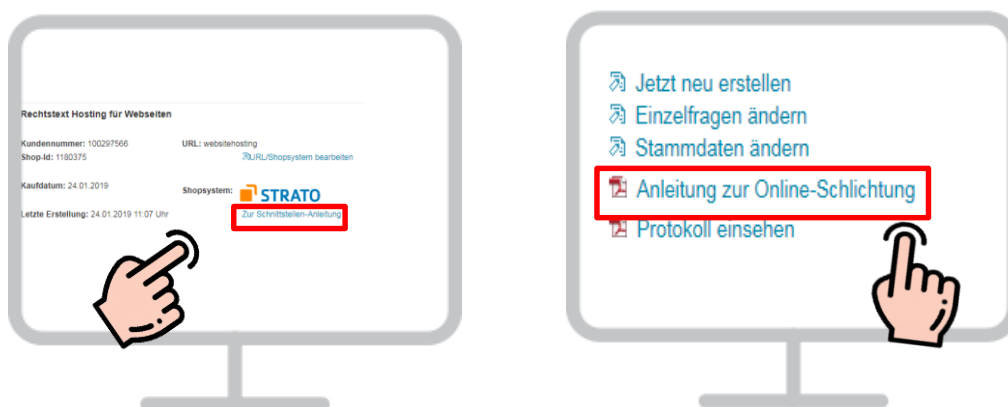 Rechtstext Hosting für Webseiten
Kundennummer: 100297566
URL: websitehosting
Shop-Id: 1180375
URL/Shopsystem bearbeiten
Kaufdatum: 24.01.2019
Shopsystem: STRATO
Letzte Erstellung: 24.01.2019 11:07 Uhr
Zur Schnittstellen-Anleitung
Jetzt neu erstellen
Einzelfragen ändern
Stammdaten ändern
Anleitung zur Online-Schlichtung
Protokoll einsehen